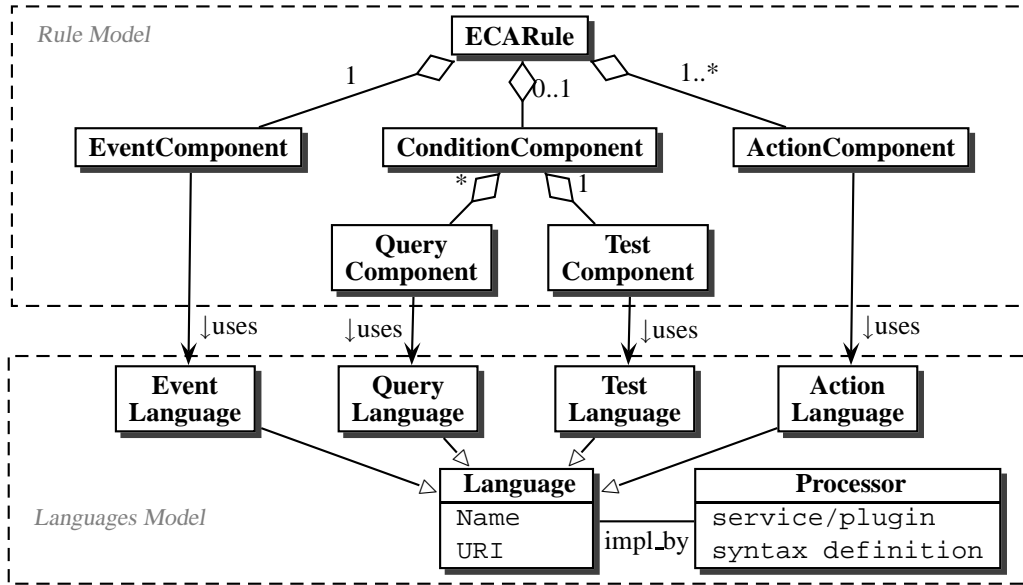 Rule Model
ECARule
1
0..1
1..*
EventComponent
ConditionComponent
ActionComponent
*
1
Query
Component
Test
Component
↓uses
↓uses
↓uses
↓uses
Event
Language
Query
Language
Test
Language
Action
Language
Language
Name
URI
impl_by
Processor
service/plugin
syntax definition
Languages Model